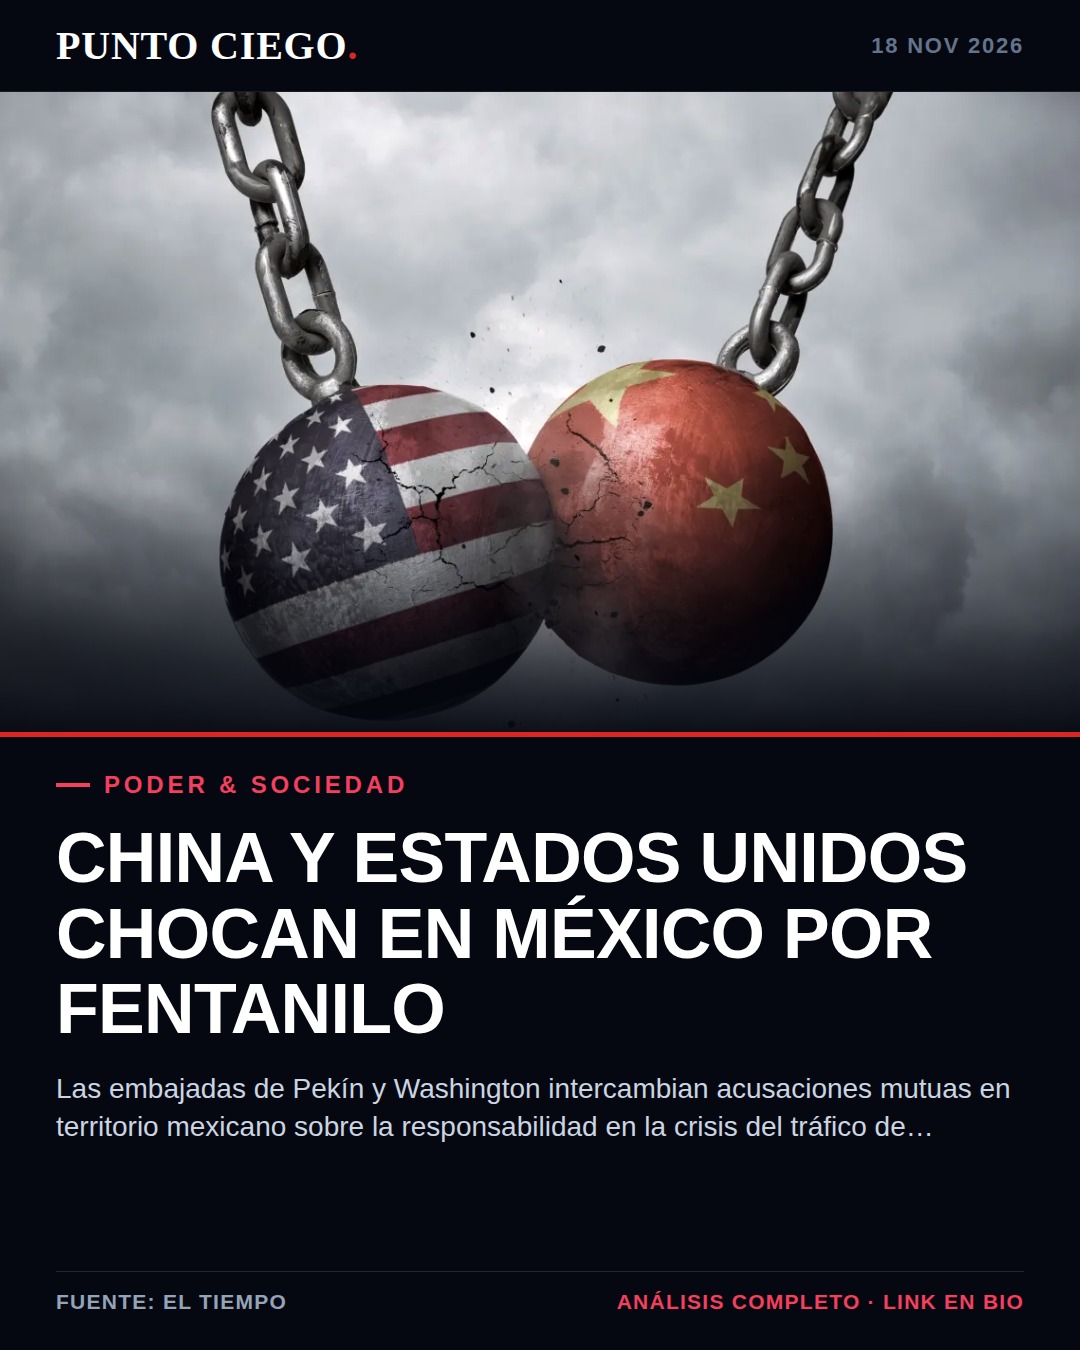 PUNTO CIEGO.
18 NOV 2026
PODER & SOCIEDAD
CHINA Y ESTADOS UNIDOS
CHOCAN EN MÉXICO POR
FENTANILO
Las embajadas de Pekín y Washington intercambian acusaciones mutuas en
territorio mexicano sobre la responsabilidad en la crisis del tráfico de…
FUENTE: EL TIEMPO
ANÁLISIS COMPLETO · LINK EN BIO